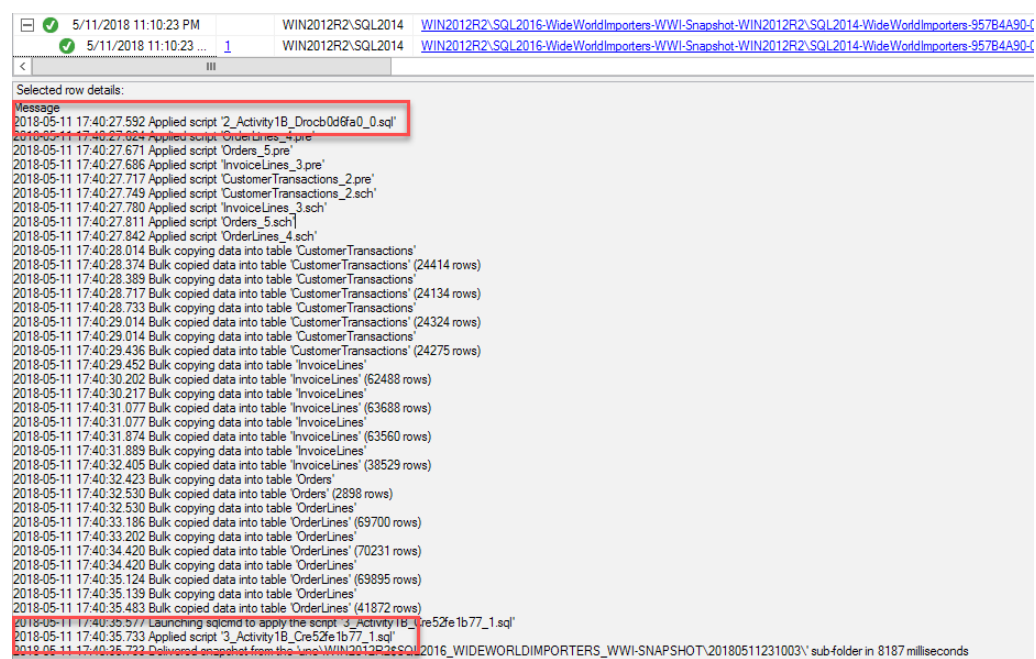 5/11/2018 11:10:23 PM WIN2012R2\SQL2014 WIN2012R2\SQL2016-WideWorldImporters-WWI-Snapshot-WIN2012R2\SQL2014-WideWorldImporters-957B4A90-
5/11/2018 11:10:23 ... 1 WIN2012R2\SQL2014 WIN2012R2\SQL2016-WideWorldImporters-WWI-Snapshot-WIN2012R2\SQL2014-WideWorldImporters-957B4A90-
Selected row details:
Message
2018-05-11 17:40:27.592 Applied script '2_Activity1B_Drocb0d6fa0_0.sql'
2018-05-11 17:40:27.624 Applied script 'OrderLines_4.pre'
2018-05-11 17:40:27.671 Applied script 'Orders_5.pre'
2018-05-11 17:40:27.686 Applied script 'InvoiceLines_3.pre'
2018-05-11 17:40:27.717 Applied script 'CustomerTransactions_2.pre'
2018-05-11 17:40:27.749 Applied script 'CustomerTransactions_2.sch'
2018-05-11 17:40:27.780 Applied script 'InvoiceLines_3.sch'
2018-05-11 17:40:27.811 Applied script 'Orders_5.sch'
2018-05-11 17:40:27.842 Applied script 'OrderLines_4.sch'
2018-05-11 17:40:28.014 Bulk copying data into table 'CustomerTransactions'
2018-05-11 17:40:28.374 Bulk copied data into table 'CustomerTransactions' (24414 rows)
2018-05-11 17:40:28.389 Bulk copying data into table 'CustomerTransactions'
2018-05-11 17:40:28.717 Bulk copied data into table 'CustomerTransactions' (24134 rows)
2018-05-11 17:40:28.733 Bulk copying data into table 'CustomerTransactions'
2018-05-11 17:40:29.014 Bulk copied data into table 'CustomerTransactions' (24324 rows)
2018-05-11 17:40:29.014 Bulk copying data into table 'CustomerTransactions'
2018-05-11 17:40:29.436 Bulk copied data into table 'CustomerTransactions' (24275 rows)
2018-05-11 17:40:29.452 Bulk copying data into table 'InvoiceLines'
2018-05-11 17:40:30.202 Bulk copied data into table 'InvoiceLines' (62488 rows)
2018-05-11 17:40:30.217 Bulk copying data into table 'InvoiceLines'
2018-05-11 17:40:31.077 Bulk copied data into table 'InvoiceLines' (63688 rows)
2018-05-11 17:40:31.077 Bulk copying data into table 'InvoiceLines'
2018-05-11 17:40:31.874 Bulk copied data into table 'InvoiceLines' (63560 rows)
2018-05-11 17:40:31.889 Bulk copying data into table 'InvoiceLines'
2018-05-11 17:40:32.405 Bulk copied data into table 'InvoiceLines' (38529 rows)
2018-05-11 17:40:32.423 Bulk copying data into table 'Orders'
2018-05-11 17:40:32.530 Bulk copied data into table 'Orders' (2898 rows)
2018-05-11 17:40:32.530 Bulk copying data into table 'OrderLines'
2018-05-11 17:40:33.186 Bulk copied data into table 'OrderLines' (69700 rows)
2018-05-11 17:40:33.202 Bulk copying data into table 'OrderLines'
2018-05-11 17:40:34.420 Bulk copied data into table 'OrderLines' (70231 rows)
2018-05-11 17:40:34.420 Bulk copying data into table 'OrderLines'
2018-05-11 17:40:35.124 Bulk copied data into table 'OrderLines' (69895 rows)
2018-05-11 17:40:35.139 Bulk copying data into table 'OrderLines'
2018-05-11 17:40:35.483 Bulk copied data into table 'OrderLines' (41872 rows)
2018-05-11 17:40:35.577 Launching sqlcmd to apply the script '3_Activity1B_Cre52fe1b77_1.sql'
2018-05-11 17:40:35.733 Applied script '3_Activity1B_Cre52fe1b77_1.sql'
2018-05-11 17:40:35.733 Delivered snapshot from the 'unc\WIN2012R2$SQL2016_WIDEWORLDIMPORTERS_WWI-SNAPSHOT\20180511231003\' sub-folder in 8187 milliseconds